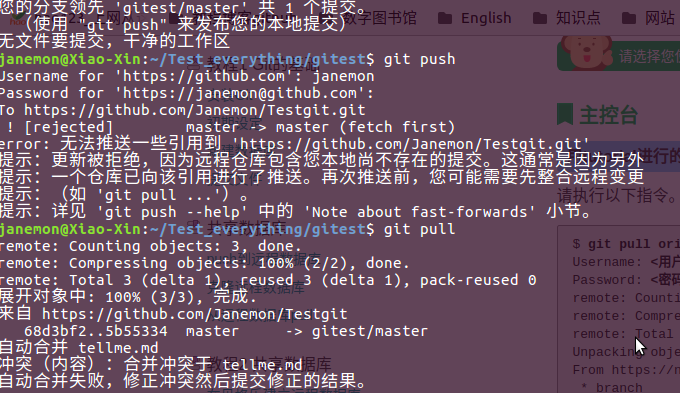 您的分支领先 'gitest/master' 共 1 个提交。
（使用 "git push" 来发布您的本地提交）
无文件要提交，干净的工作区
janemon@Xiao-Xin:~/Test_everything/gitest$ git push
Username for 'https://github.com': janemon
Password for 'https://janemon@github.com':
To https://github.com/Janemon/Testgit.git
! [rejected] master -> master (fetch first)
error: 无法推送一些引用到 'https://github.com/Janemon/Testgit.git'
提示：更新被拒绝，因为远程仓库包含您本地尚不存在的提交。这通常是因为另外
提示：一个仓库已向该引用进行了推送。再次推送前，您可能需要先整合远程变更
提示：（如 'git pull ...'）。
提示：详见 'git push --help' 中的 'Note about fast-forwards' 小节。
janemon@Xiao-Xin:~/Test_everything/gitest$ git pull
remote: Counting objects: 3, done.
remote: Compressing objects: 100% (2/2), done.
remote: Total 3 (delta 1), reused 3 (delta 1), pack-reused 0
展开对象中: 100% (3/3), 完成.
来自 https://github.com/Janemon/Testgit
68d3bf2..5b55334 master -> gitest/master
自动合并 tellme.md
冲突（内容）：合并冲突于 tellme.md
自动合并失败，修正冲突然后提交修正的结果。
数字图书馆
English
知识点
网站
请选择您
主控台
进行的
请执行以下指令。
$ git pull ori
Username: <用户
Password: <密码
remote: Counti
remote: Compre
remote: Total
Unpacking obje
From https://n
* branch